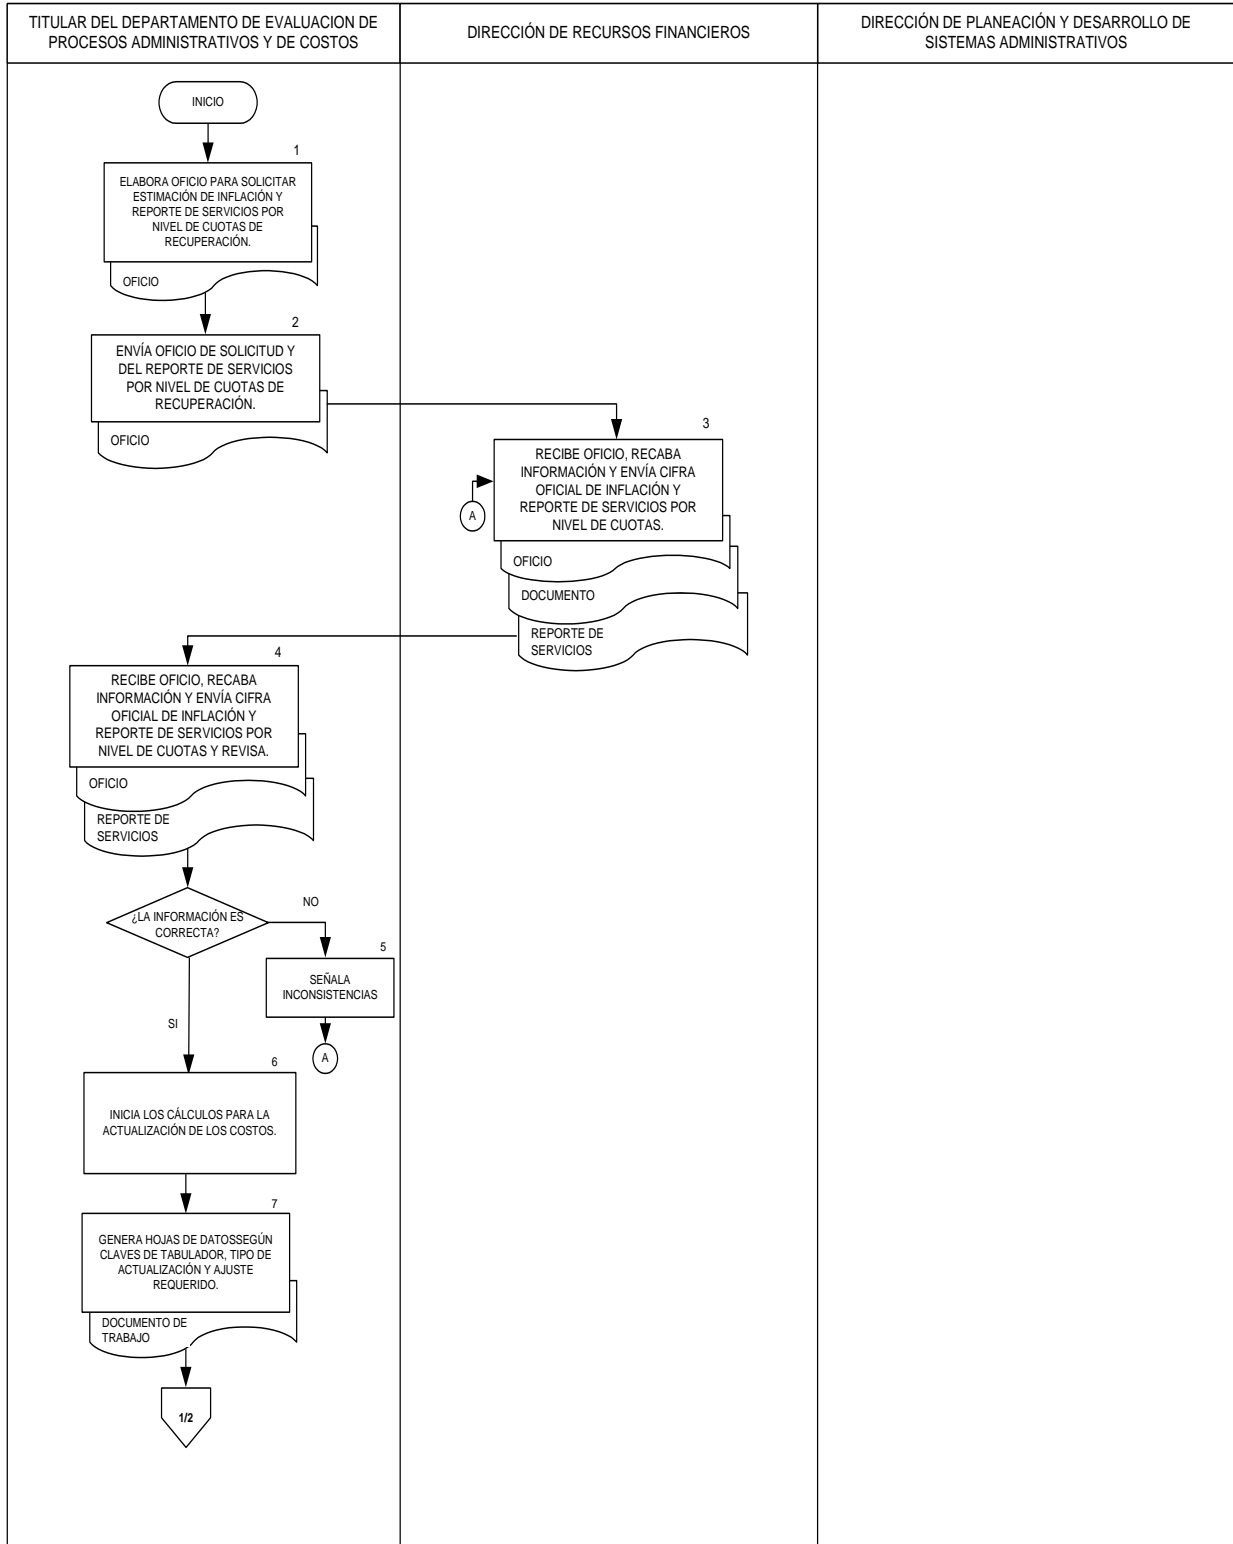 TITULAR DEL DEPARTAMENTO DE EVALUACION DE
PROCESOS ADMINISTRATIVOS Y DE COSTOS
DIRECCIÓN DE RECURSOS FINANCIEROS
DIRECCIÓN DE PLANEACIÓN Y DESARROLLO DE
SISTEMAS ADMINISTRATIVOS
INICIO
1
ELABORA OFICIO PARA SOLICITAR
ESTIMACIÓN DE INFLACIÓN Y
REPORTE DE SERVICIOS POR
NIVEL DE CUOTAS DE
RECUPERACIÓN.
OFICIO
2
ENVÍA OFICIO DE SOLICITUD Y
DEL REPORTE DE SERVICIOS
POR NIVEL DE CUOTAS DE
RECUPERACIÓN.
OFICIO
3
RECIBE OFICIO, RECABA
INFORMACIÓN Y ENVÍA CIFRA
OFICIAL DE INFLACIÓN Y
REPORTE DE SERVICIOS POR
NIVEL DE CUOTAS.
A
OFICIO
DOCUMENTO
REPORTE DE
SERVICIOS
4
RECIBE OFICIO, RECABA
INFORMACIÓN Y ENVÍA CIFRA
OFICIAL DE INFLACIÓN Y
REPORTE DE SERVICIOS POR
NIVEL DE CUOTAS Y REVISA.
OFICIO
REPORTE DE
SERVICIOS
¿LA INFORMACIÓN ES
CORRECTA?
NO
5
SEÑALA
INCONSISTENCIAS
A
SI
6
INICIA LOS CÁLCULOS PARA LA
ACTUALIZACIÓN DE LOS COSTOS.
7
GENERA HOJAS DE DATOSSEGÚN
CLAVES DE TABULADOR, TIPO DE
ACTUALIZACIÓN Y AJUSTE
REQUERIDO.
DOCUMENTO DE
TRABAJO
1/2